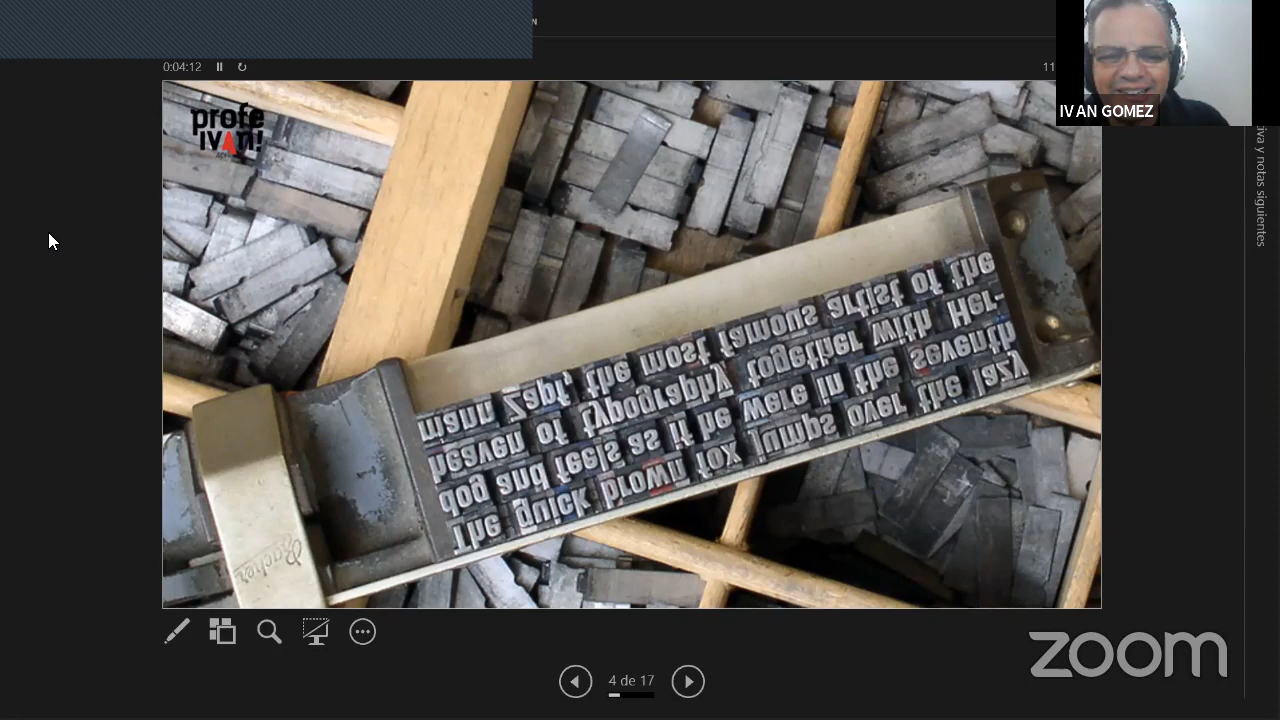 N
0:04:12
11
IVAN GOMEZ
profe
IVAN!
iva y notas siguientes
The quick brown fox jumps over the lazy
dog and feels as if he were in the seventh
heaven of typography together with Her-
mann Zapf, the most famous artist of the
Bacher
4 de 17
zoom